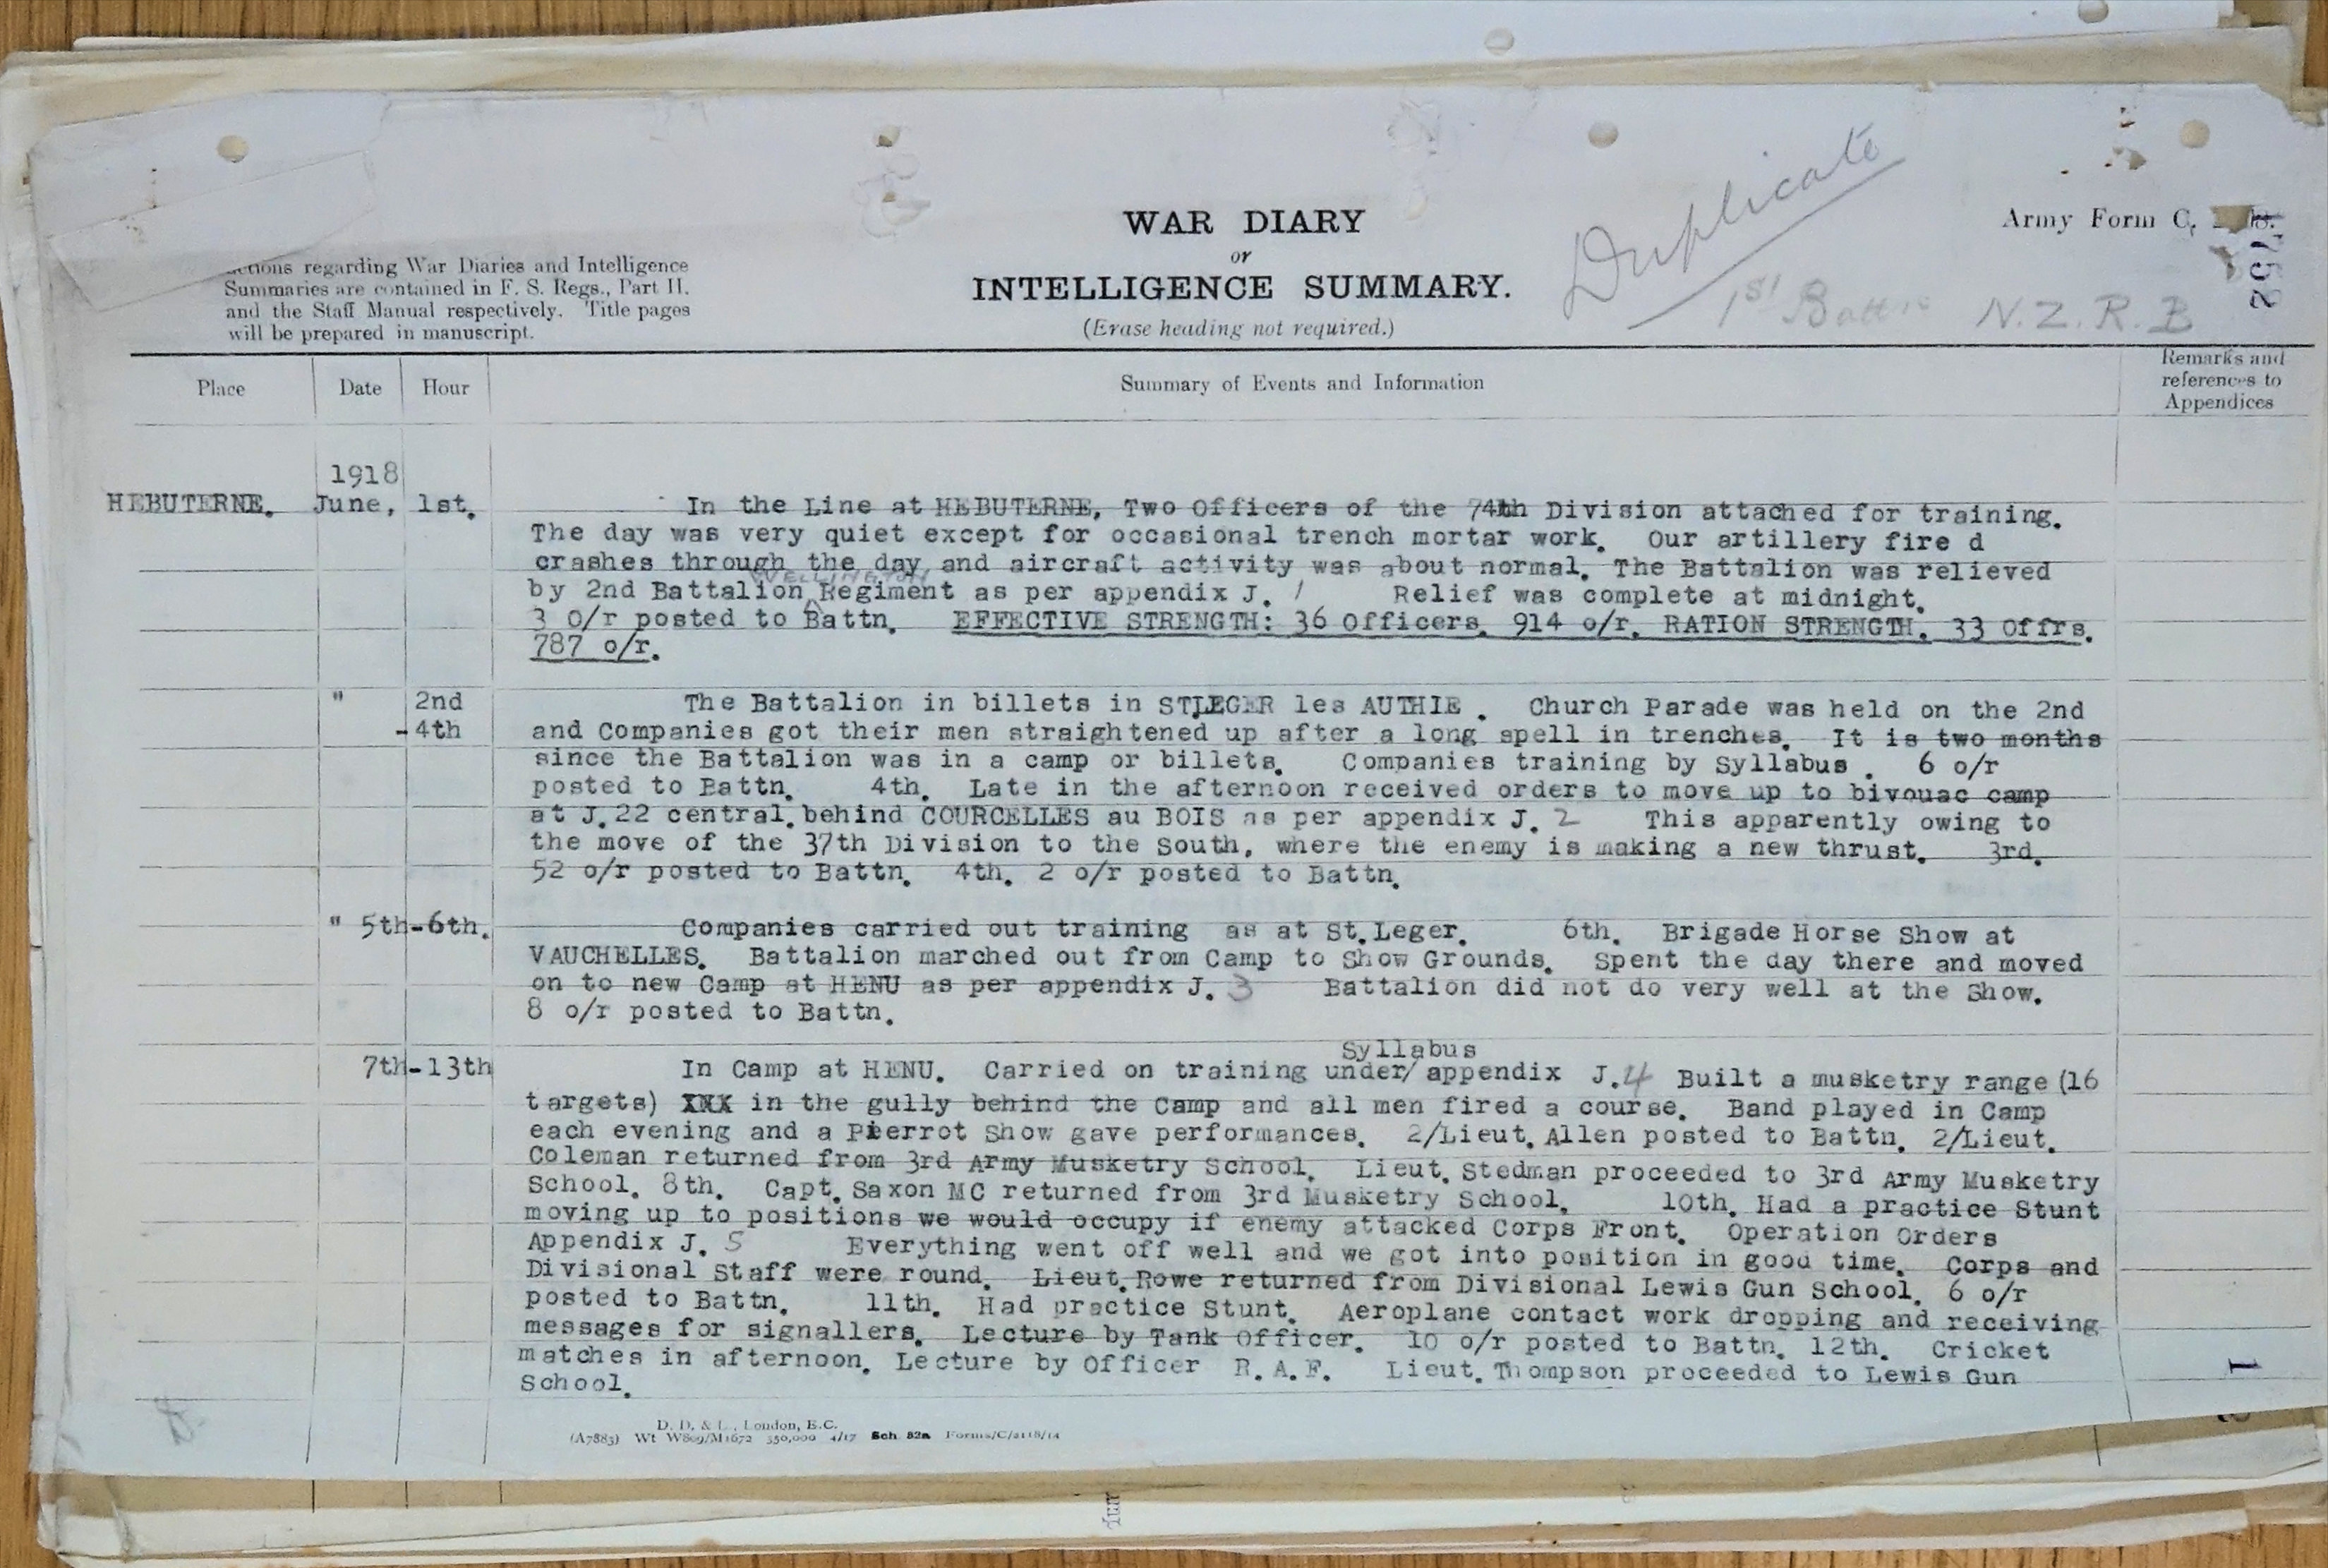 Duplicate
WAR DIARY
or
INTELLIGENCE SUMMARY.
(Erase heading not required.)
Army Form C.
1st Battn N.Z.R.B
regarding War Diaries and Intelligence
Summaries are contained in F. S. Regs., Part II.
and the Staff Manual respectively. Title pages
will be prepared in manuscript.
Place Date Hour Summary of Events and Information Remarks and references to Appendices
1918
HEBUTERNE. June, 1st. In the Line at HEBUTERNE, Two Officers of the 74th Division attached for training.
The day was very quiet except for occasional trench mortar work. Our artillery fire d
crashes through the day and aircraft activity was about normal. The Battalion was relieved
WELLINGTON
by 2nd Battalion Regiment as per appendix J. 1 Relief was complete at midnight.
3 O/r posted to Battn. EFFECTIVE STRENGTH: 36 Officers. 914 o/r. RATION STRENGTH. 33 Offrs.
787 o/r.
" 2nd The Battalion in billets in ST.LEGER les AUTHIE . Church Parade was held on the 2nd
-4th and Companies got their men straightened up after a long spell in trenches. It is two months
since the Battalion was in a camp or billets. Companies training by Syllabus . 6 o/r
posted to Battn. 4th. Late in the afternoon received orders to move up to bivouac camp
at J.22 central.behind COURCELLES au BOIS as per appendix J. 2 This apparently owing to
the move of the 37th Division to the South, where the enemy is making a new thrust. 3rd.
52 o/r posted to Battn. 4th. 2 o/r posted to Battn.
" 5th-6th. Companies carried out training as at St.Leger. 6th. Brigade Horse Show at
VAUCHELLES. Battalion marched out from Camp to Show Grounds. Spent the day there and moved
on to new Camp at HENU as per appendix J. 3 Battalion did not do very well at the Show.
8 o/r posted to Battn.
Syllabus
7th-13th In Camp at HENU. Carried on training under/appendix J.4 Built a musketry range (16
targets) XXX in the gully behind the Camp and all men fired a course. Band played in Camp
each evening and a Pierrot Show gave performances. 2/Lieut. Allen posted to Battn. 2/Lieut.
Coleman returned from 3rd Army Musketry School. Lieut. Stedman proceeded to 3rd Army Musketry
School. 8th. Capt. Saxon MC returned from 3rd Musketry School. 10th. Had a practice Stunt
moving up to positions we would occupy if enemy attacked Corps Front. Operation Orders
Appendix J. 5 Everything went off well and we got into position in good time. Corps and
Divisional Staff were round. Lieut. Rowe returned from Divisional Lewis Gun School. 6 o/r
posted to Battn. 11th. Had practice Stunt. Aeroplane contact work dropping and receiving
messages for signallers. Lecture by Tank Officer. 10 o/r posted to Battn. 12th. Cricket
matches in afternoon. Lecture by Officer R.A.F. Lieut. Thompson proceeded to Lewis Gun
School.
1
D. D. & L., London, E.C.
(A7883) Wt W809/M1672 350,000 4/17 Sch. 82a Forms/C/2118/14